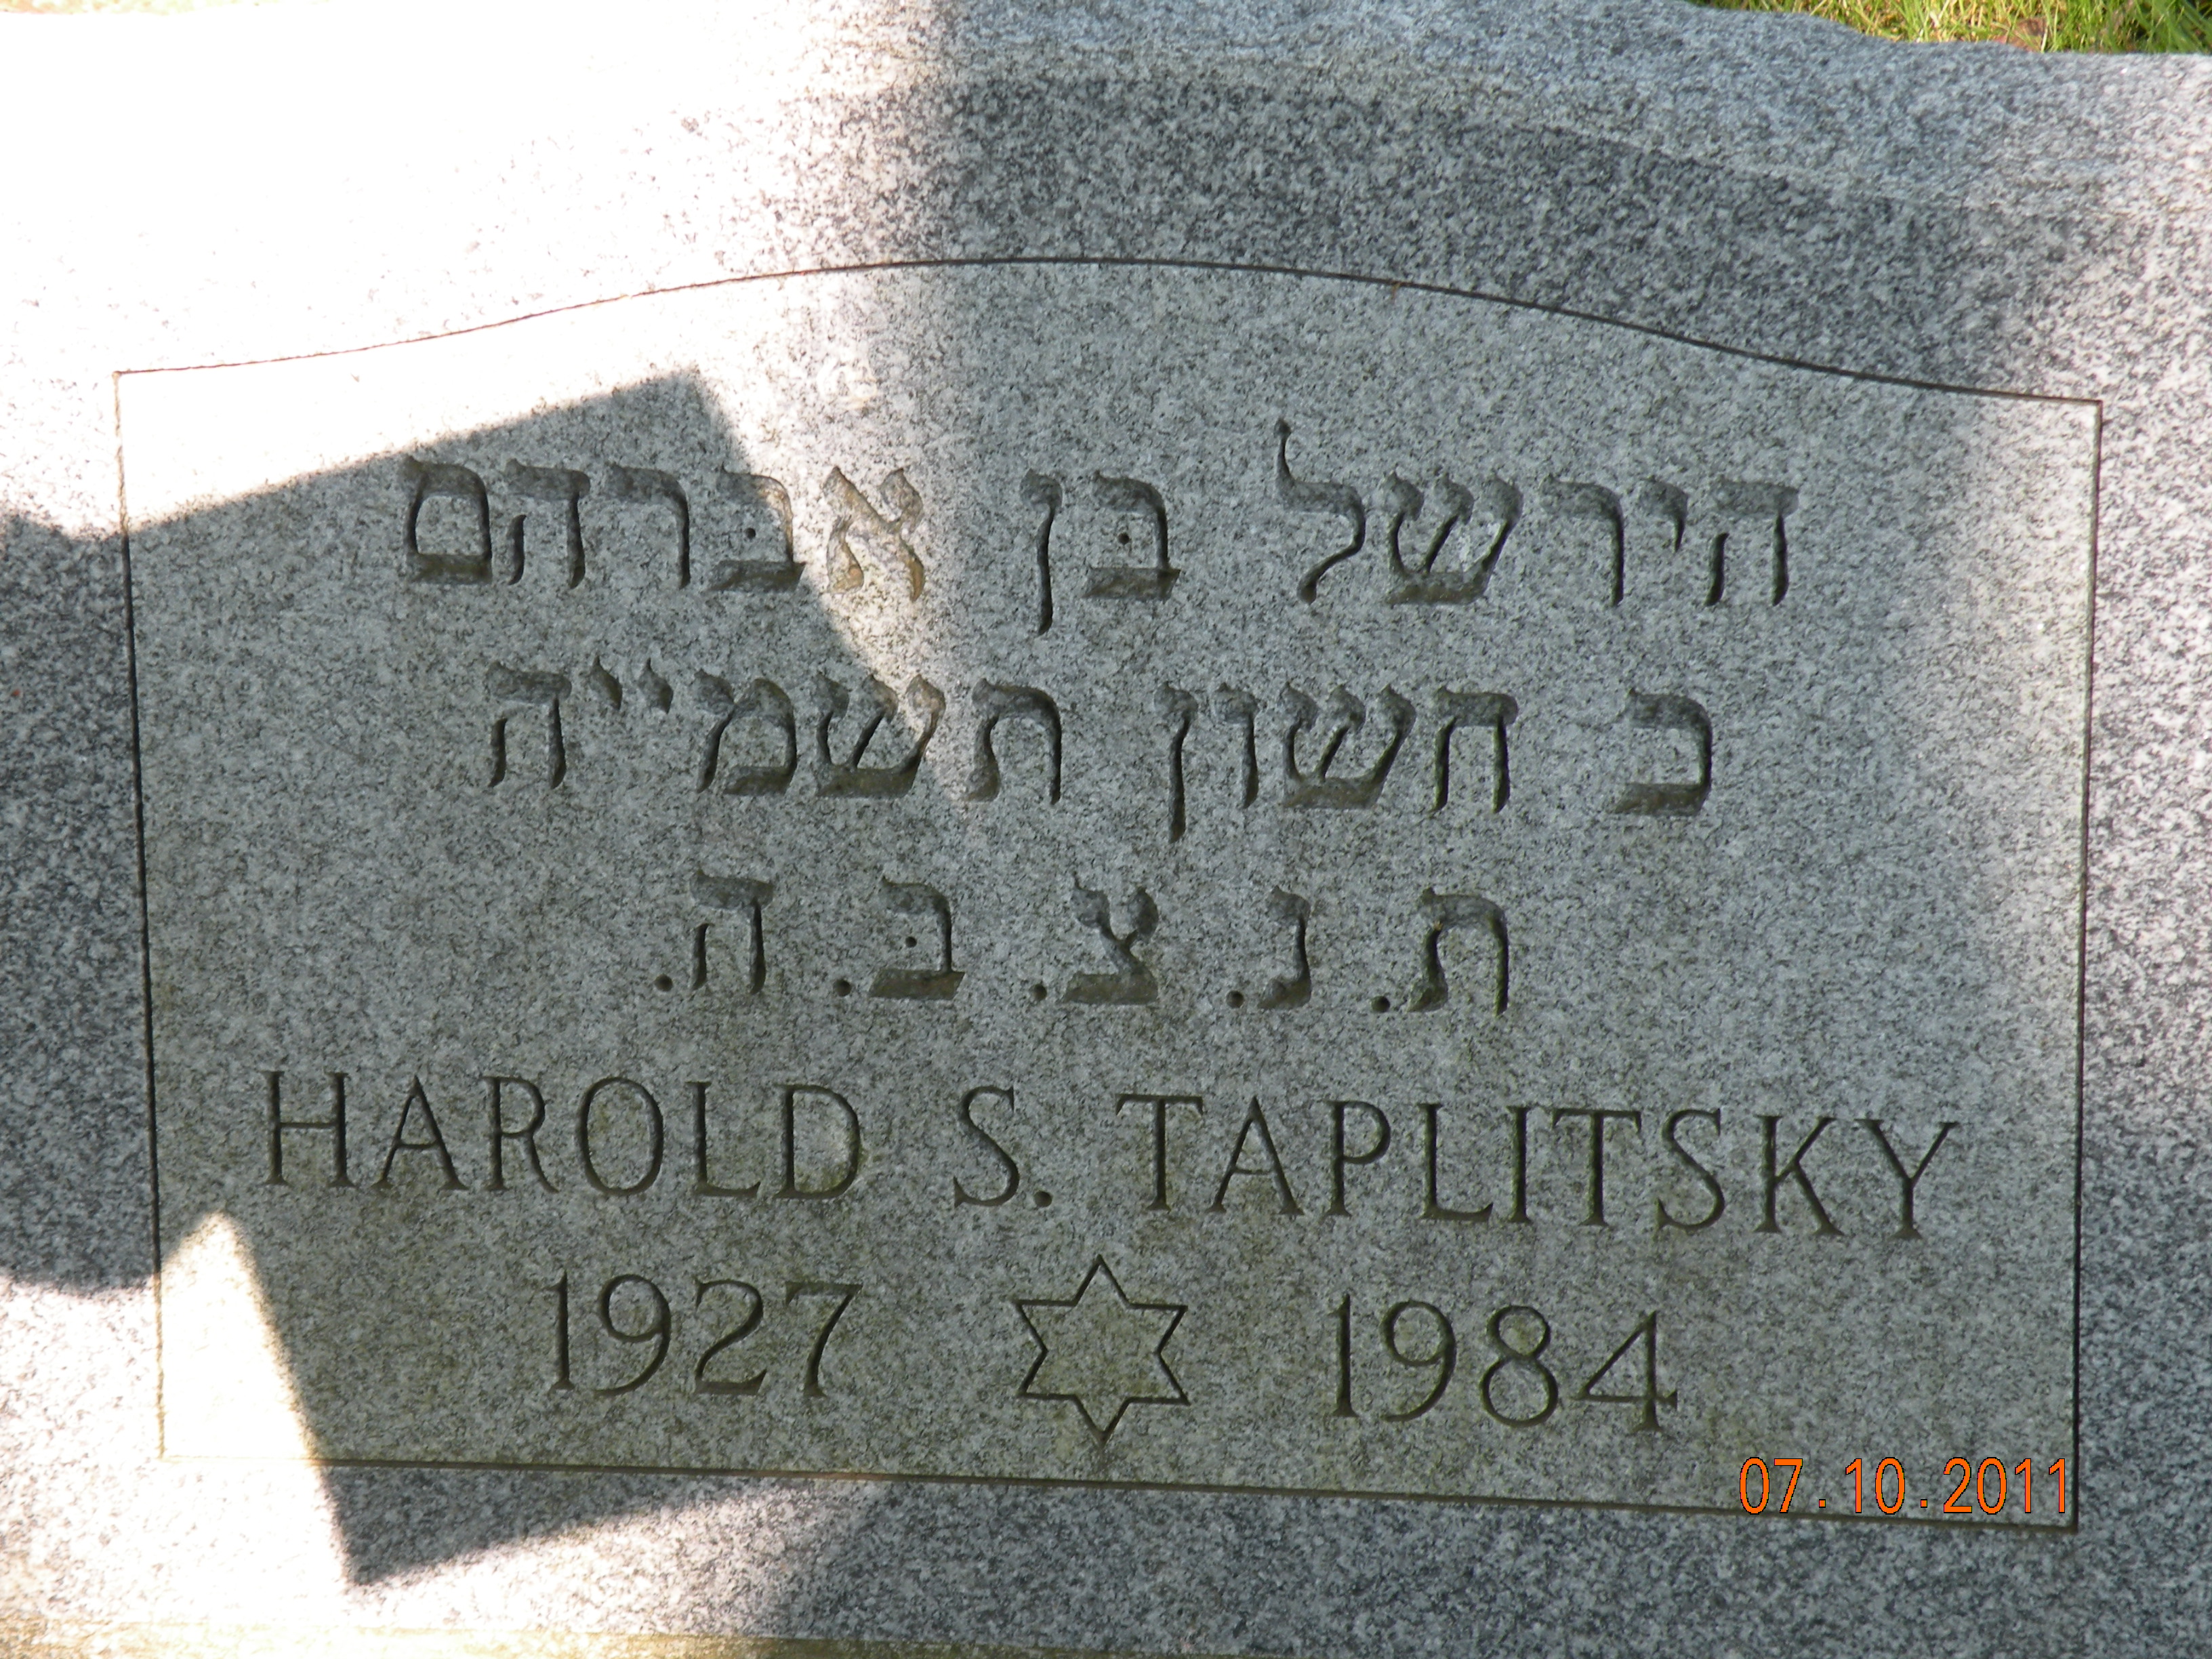 הירשל בן אברהם
כ חשון תשמ״ה
ת.נ.צ.ב.ה.
HAROLD S. TAPLITSKY
1927 ✡ 1984
07.10.2011